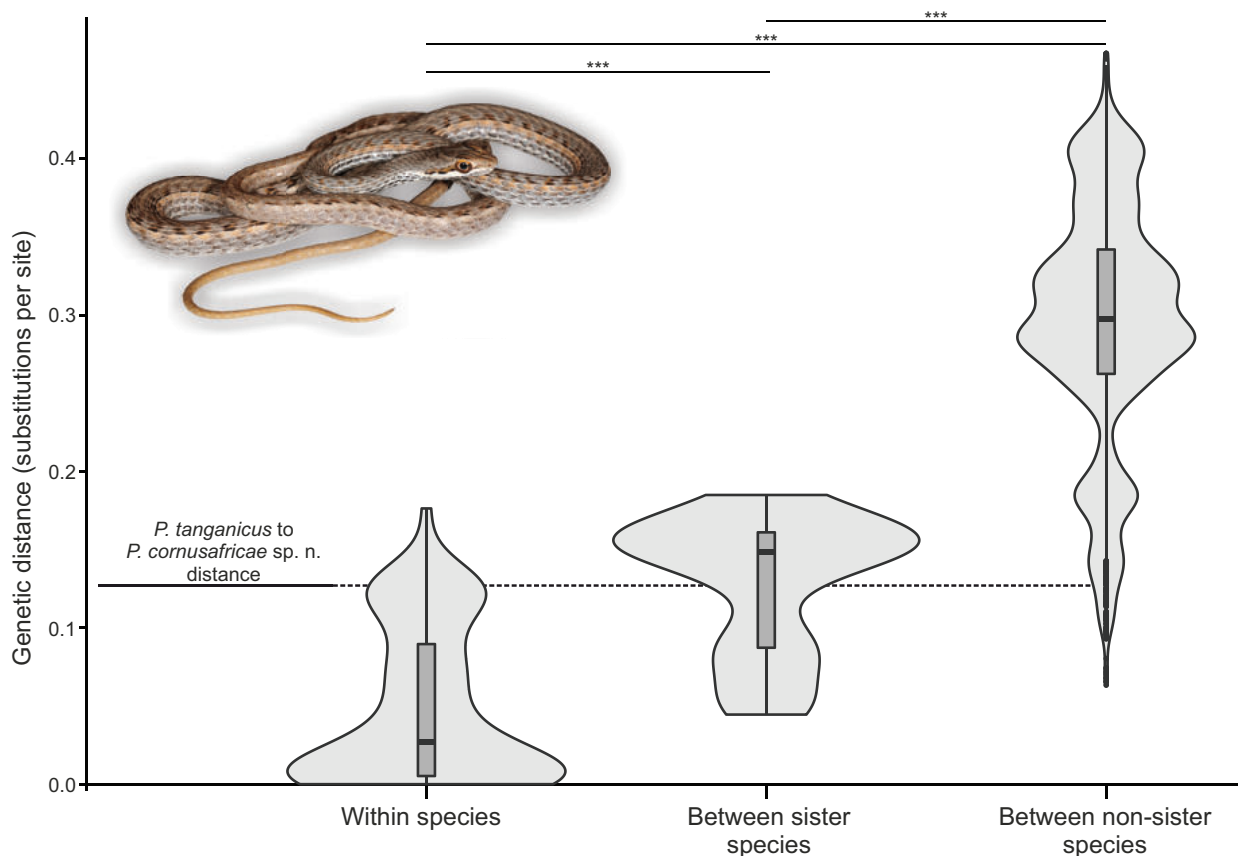 ***
***
***
0.4
0.3
0.2
0.1
0.0
Genetic distance (substitutions per site)
P. tanganicus to
P. cornusafricae sp. n.
distance
Within species
Between sister
species
Between non-sister
species